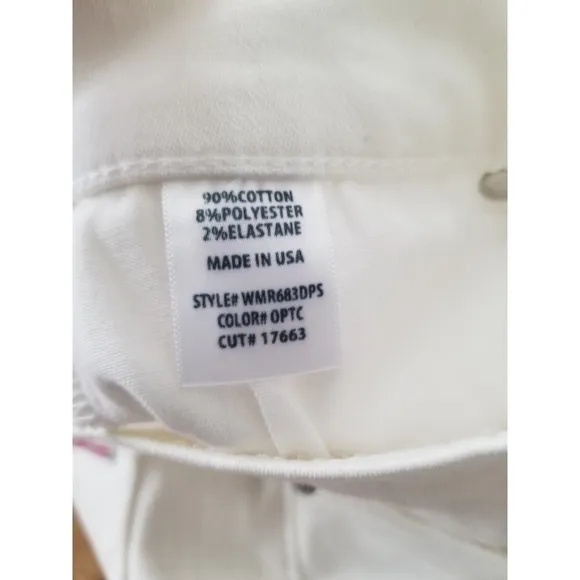 90%COTTON
8%POLYESTER
2%ELASTANE
MADE IN USA
STYLE# WMR683DPS
COLOR# OPTC
CUT# 17663